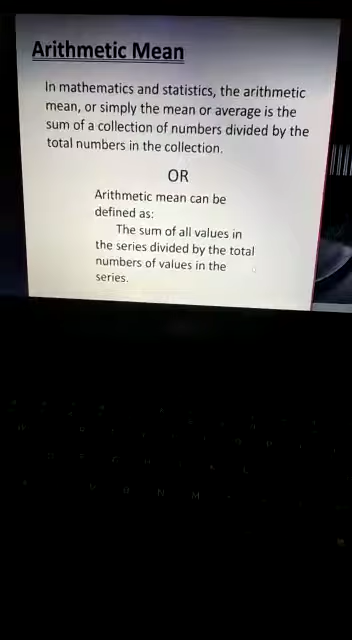 Arithmetic Mean
In mathematics and statistics, the arithmetic
mean, or simply the mean or average is the
sum of a collection of numbers divided by the
total numbers in the collection.
OR
Arithmetic mean can be
defined as:
The sum of all values in
the series divided by the total
numbers of values in the
series.